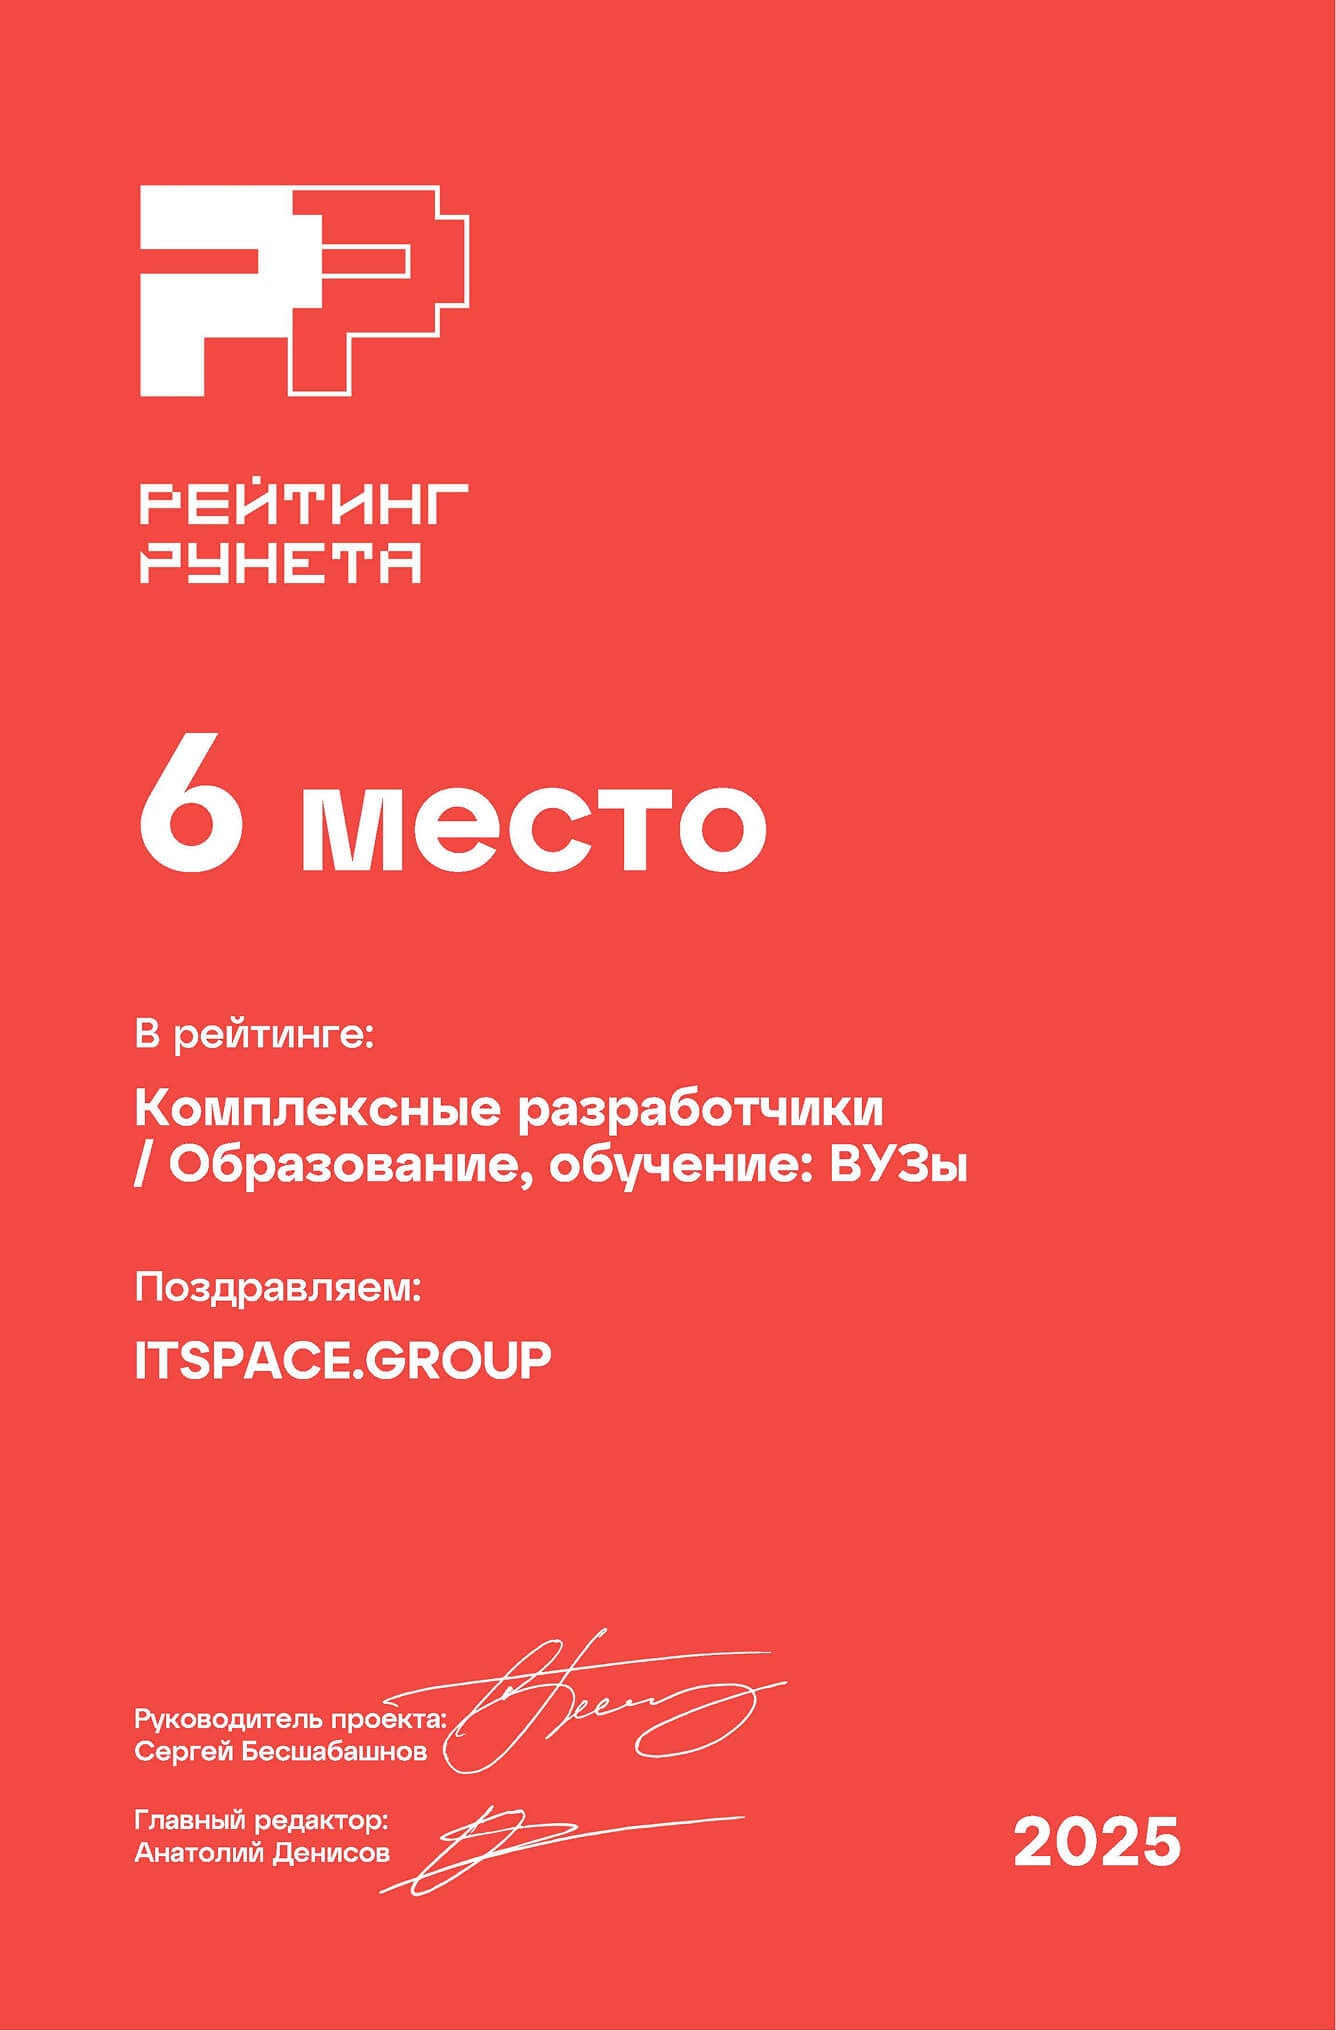 РЕЙТИНГ
РУНЕТА
6 место
В рейтинге:
Комплексные разработчики
/ Образование, обучение: ВУЗы
Поздравляем:
ITSPACE.GROUP
Руководитель проекта:
Сергей Бесшабашнов
Главный редактор:
Анатолий Денисов
2025